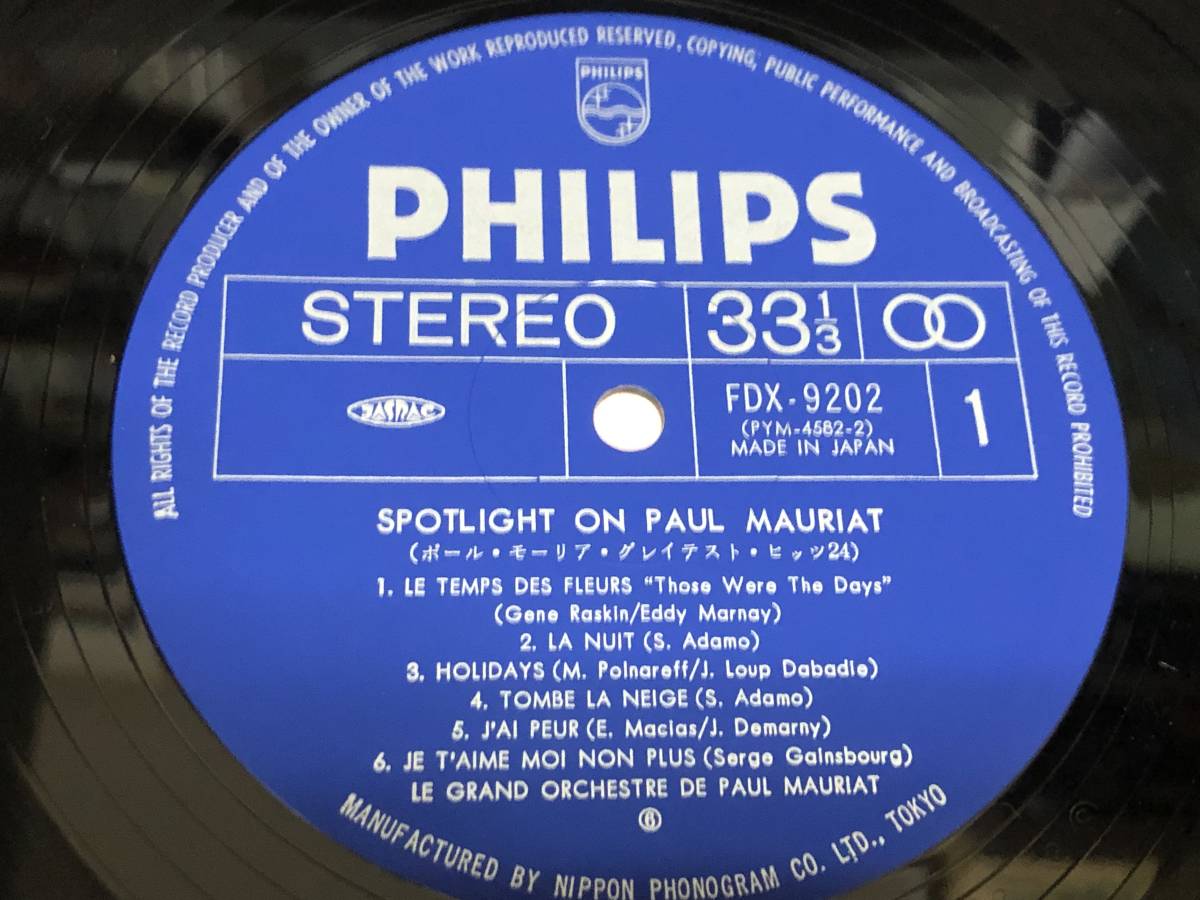 ALL RIGHTS OF THE RECORD PRODUCER AND OF THE OWNER OF THE WORK REPRODUCED RESERVED. COPYING, PUBLIC PERFORMANCE AND BROADCASTING OF THIS RECORD PROHIBITED
PHILIPS
PHILIPS
STEREO 33 1/3
JASRAC
FDX-9202
(PYM-4582-2)
MADE IN JAPAN
1
SPOTLIGHT ON PAUL MAURIAT
(ポール・モーリア・グレイテスト・ヒッツ24)
1. LE TEMPS DES FLEURS "Those Were The Days"
(Gene Raskin/Eddy Marnay)
2. LA NUIT (S. Adamo)
3. HOLIDAYS (M. Polnareff/J. Loup Dabadie)
4. TOMBE LA NEIGE (S. Adamo)
5. J'AI PEUR (E. Macias/J. Demarny)
6. JE T'AIME MOI NON PLUS (Serge Gainsbourg)
LE GRAND ORCHESTRE DE PAUL MAURIAT
⑥
MANUFACTURED BY NIPPON PHONOGRAM CO. LTD., TOKYO